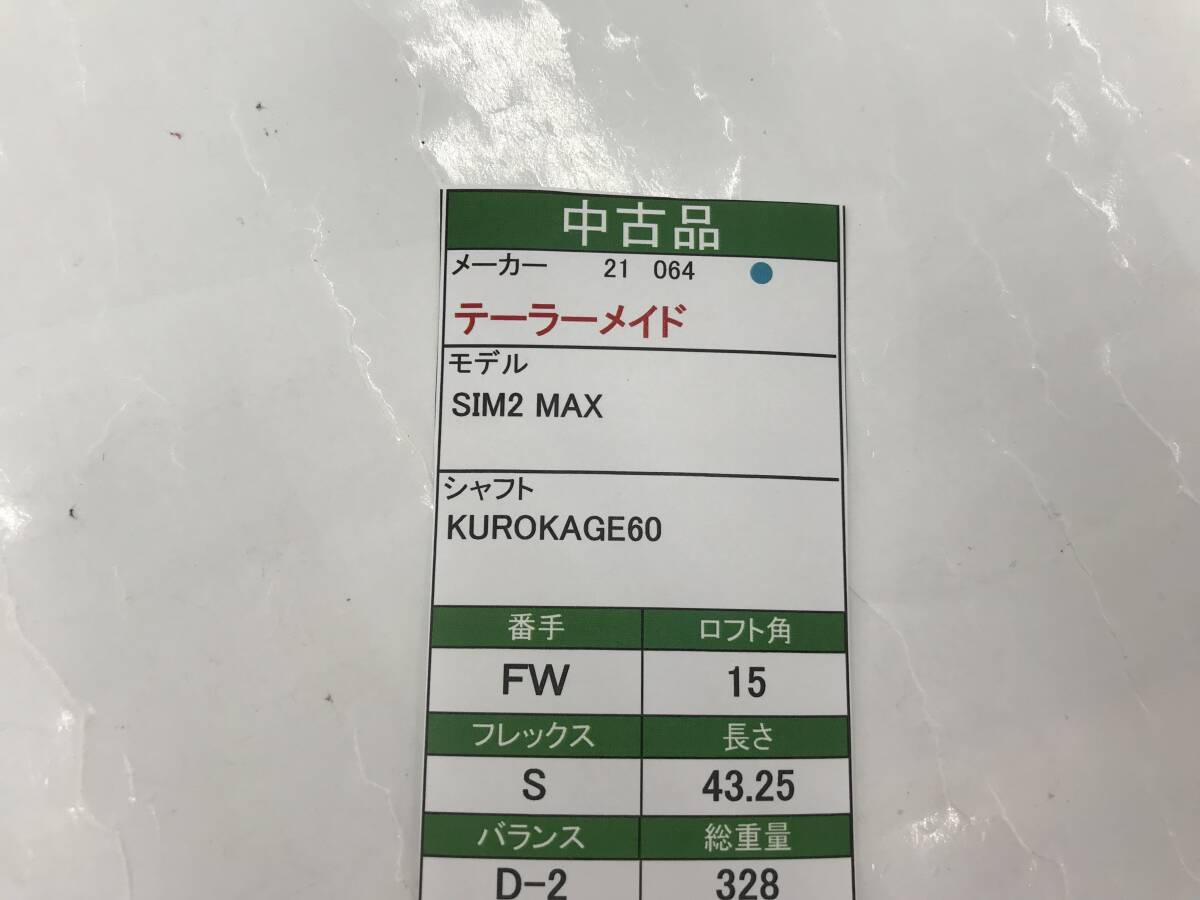 中古品
メーカー 21 064
テーラーメイド
モデル
SIM2 MAX
シャフト
KUROKAGE60
番手 ロフト角
FW 15
フレックス 長さ
S 43.25
バランス 総重量
D-2 328